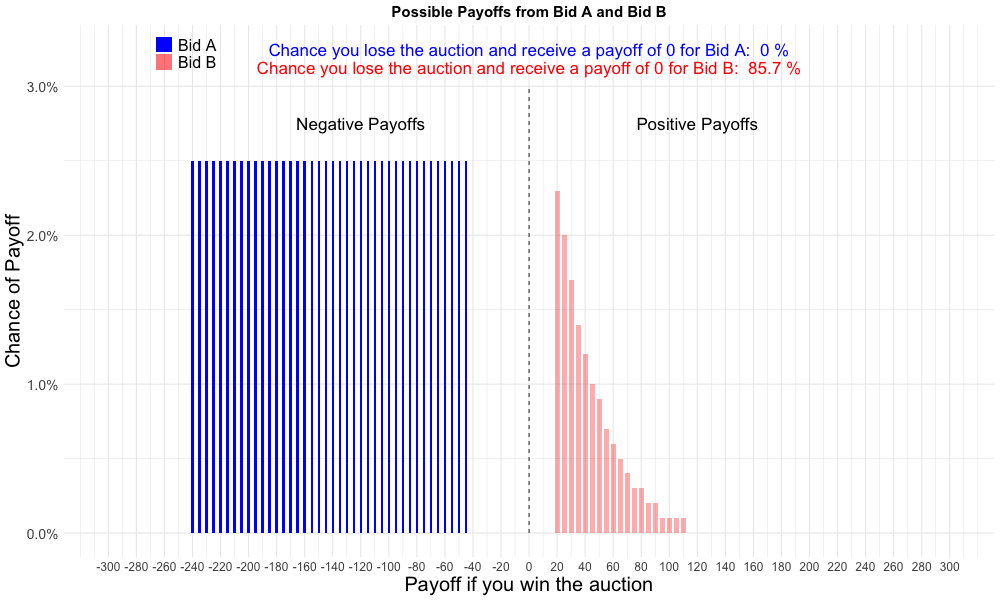 Possible Payoffs from Bid A and Bid B
Bid A
Bid B
Chance you lose the auction and receive a payoff of 0 for Bid A:  0 %
Chance you lose the auction and receive a payoff of 0 for Bid B:  85.7 %
Negative Payoffs
Positive Payoffs
Chance of Payoff
3.0%
2.0%
1.0%
0.0%
-300 -280 -260 -240 -220 -200 -180 -160 -140 -120 -100 -80 -60 -40 -20 0 20 40 60 80 100 120 140 160 180 200 220 240 260 280 300
Payoff if you win the auction